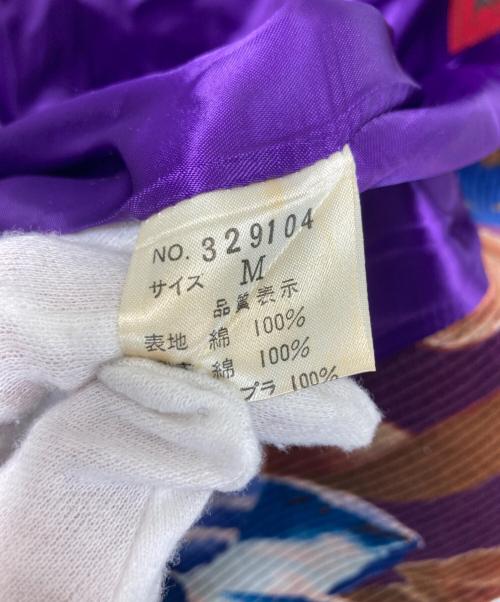 NO. 329104
サイズ M
品質表示
表地 綿 100%
綿 100%
プラ 100%